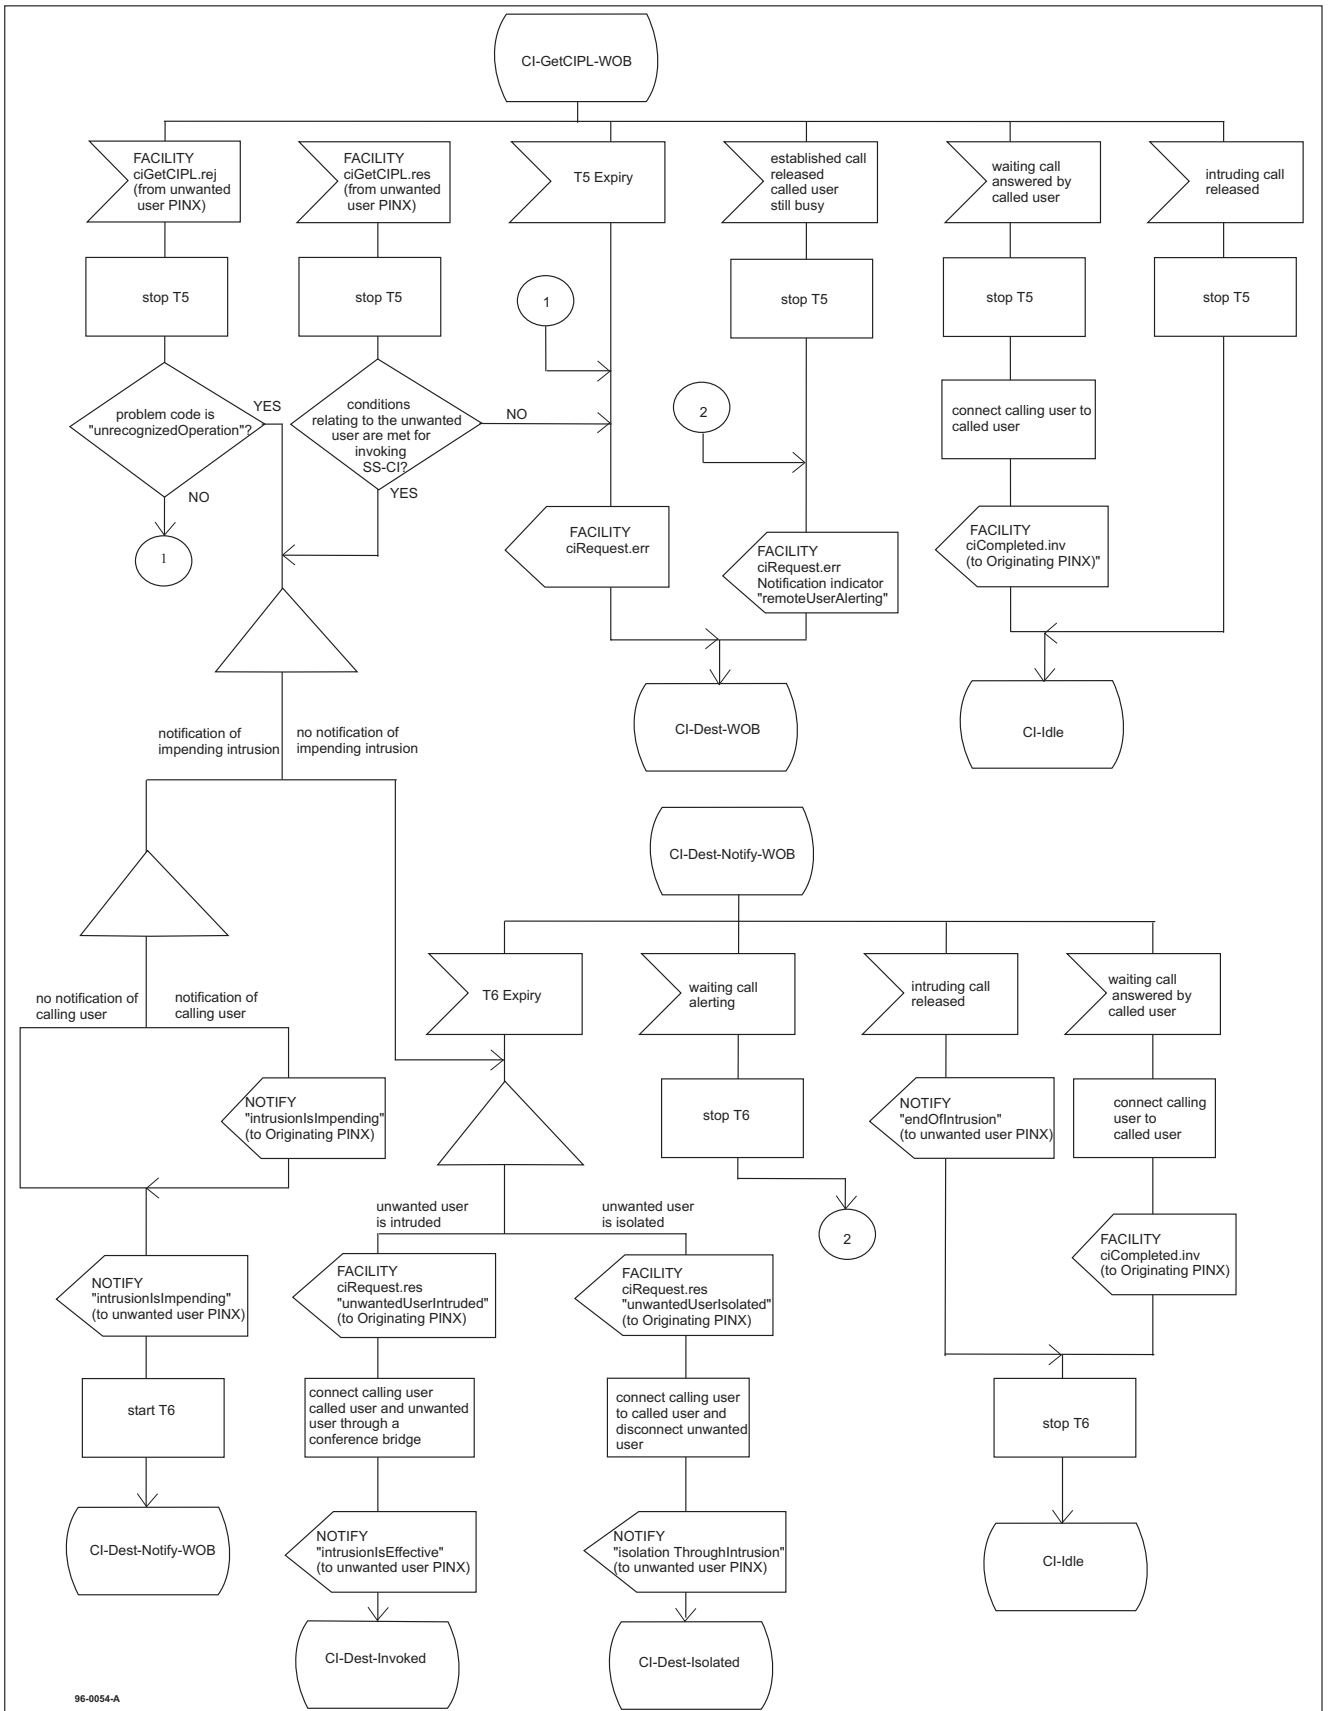 CI-GetCIPL-WOB
FACILITY
ciGetCIPL.rej
(from unwanted
user PINX)
FACILITY
ciGetCIPL.res
(from unwanted
user PINX)
T5 Expiry
established call
released
called user
still busy
waiting call
answered by
called user
intruding call
released
stop T5
stop T5
1
stop T5
stop T5
stop T5
problem code is
"unrecognizedOperation"?
YES
NO
1
conditions
relating to the unwanted
user are met for
invoking
SS-CI?
NO
YES
2
connect calling user to
called user
FACILITY
ciRequest.err
FACILITY
ciRequest.err
Notification indicator
"remoteUserAlerting"
FACILITY
ciCompleted.inv
(to Originating PINX)"
CI-Dest-WOB
CI-Idle
notification of
impending intrusion
no notification of
impending intrusion
CI-Dest-Notify-WOB
no notification of
calling user
notification of
calling user
T6 Expiry
waiting call
alerting
intruding call
released
waiting call
answered by
called user
NOTIFY
"intrusionIsImpending"
(to Originating PINX)
stop T6
NOTIFY
"endOfIntrusion"
(to unwanted user PINX)
connect calling
user to
called user
unwanted user
is intruded
unwanted user
is isolated
2
FACILITY
ciCompleted.inv
(to Originating PINX)
NOTIFY
"intrusionIsImpending"
(to unwanted user PINX)
FACILITY
ciRequest.res
"unwantedUserIntruded"
(to Originating PINX)
FACILITY
ciRequest.res
"unwantedUserIsolated"
(to Originating PINX)
start T6
connect calling user
called user and unwanted
user through a
conference bridge
connect calling user
to called user and
disconnect unwanted
user
stop T6
CI-Dest-Notify-WOB
NOTIFY
"intrusionIsEffective"
(to unwanted user PINX)
NOTIFY
"isolation ThroughIntrusion"
(to unwanted user PINX)
CI-Idle
CI-Dest-Invoked
CI-Dest-Isolated
96-0054-A